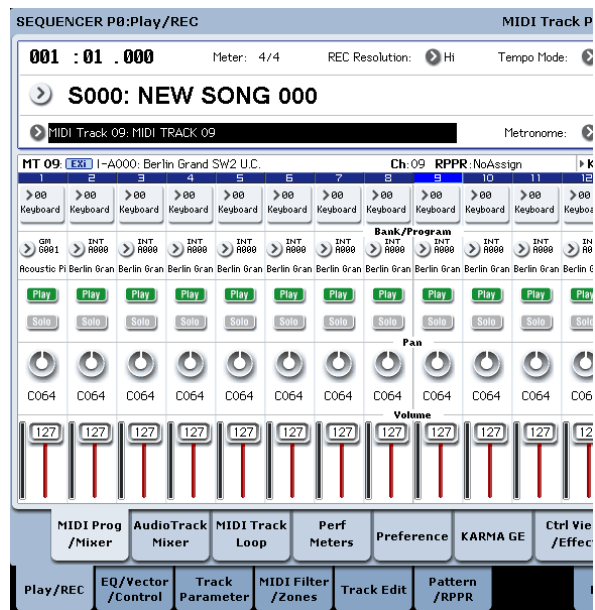 SEQUENCER P0:Play/REC MIDI Track P
001 :01 .000 Meter: 4/4 REC Resolution: Hi Tempo Mode:
S000: NEW SONG 000
MIDI Track 09: MIDI TRACK 09 Metronome:
MT 09: EXi I-A000: Berlin Grand SW2 U.C. Ch:09 RPPR:NoAssign K
1 2 3 4 5 6 7 8 9 10 11 12
00 00 00 00 00 00 00 00 00 00 00 00
Keyboard Keyboard Keyboard Keyboard Keyboard Keyboard Keyboard Keyboard Keyboard Keyboard Keyboard Keyboa
Bank/Program
GM INT INT INT INT INT INT INT INT INT INT INT
G001 A000 A000 A000 A000 A000 A000 A000 A000 A000 A000 A0
Acoustic Pi Berlin Gran Berlin Gran Berlin Gran Berlin Gran Berlin Gran Berlin Gran Berlin Gran Berlin Gran Berlin Gran Berlin Gran Berlin G
Play Play Play Play Play Play Play Play Play Play Play Play
Solo Solo Solo Solo Solo Solo Solo Solo Solo Solo Solo Solo
Pan
C064 C064 C064 C064 C064 C064 C064 C064 C064 C064 C064 C06
Volume
127 127 127 127 127 127 127 127 127 127 127 12
MIDI Prog /Mixer
AudioTrack Mixer
MIDI Track Loop
Perf Meters
Preference
KARMA GE
Ctrl Vie /Effec
Play/REC
EQ/Vector /Control
Track Parameter
MIDI Filter /Zones
Track Edit
Pattern /RPPR